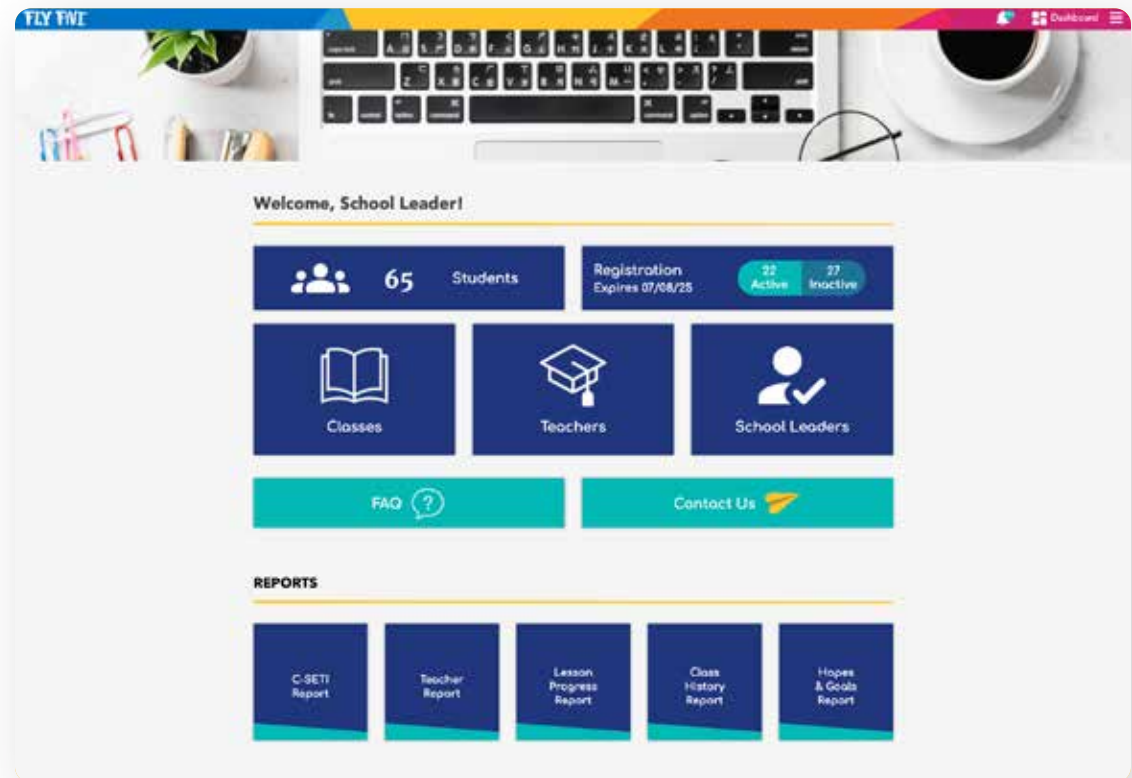 FLY FIVE
Dashboard
Welcome, School Leader!
65 Students
Registration
Expires 07/08/25
22 Active
27 Inactive
Classes
Teachers
School Leaders
FAQ ?
Contact Us
REPORTS
C-SETI
Report
Teacher
Report
Lesson
Progress
Report
Class
History
Report
Hopes
& Goals
Report